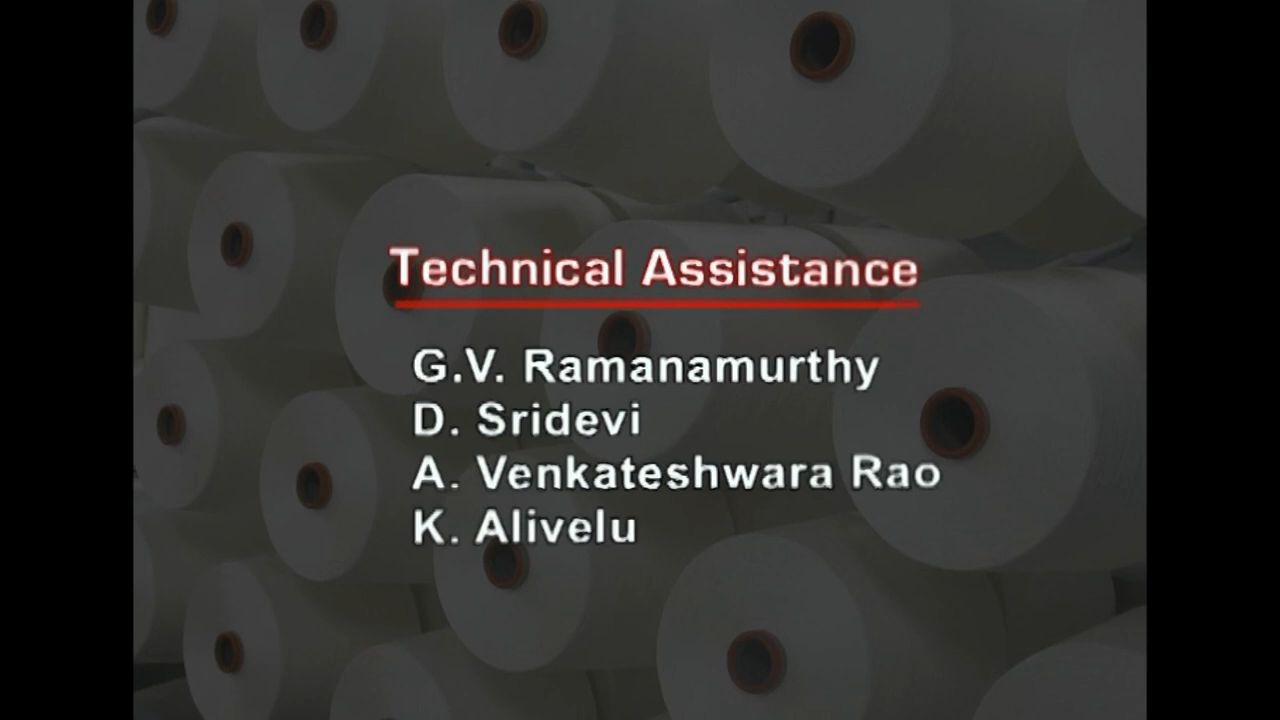 Technical Assistance
G.V. Ramanamurthy
D. Sridevi
A. Venkateshwara Rao
K. Alivelu